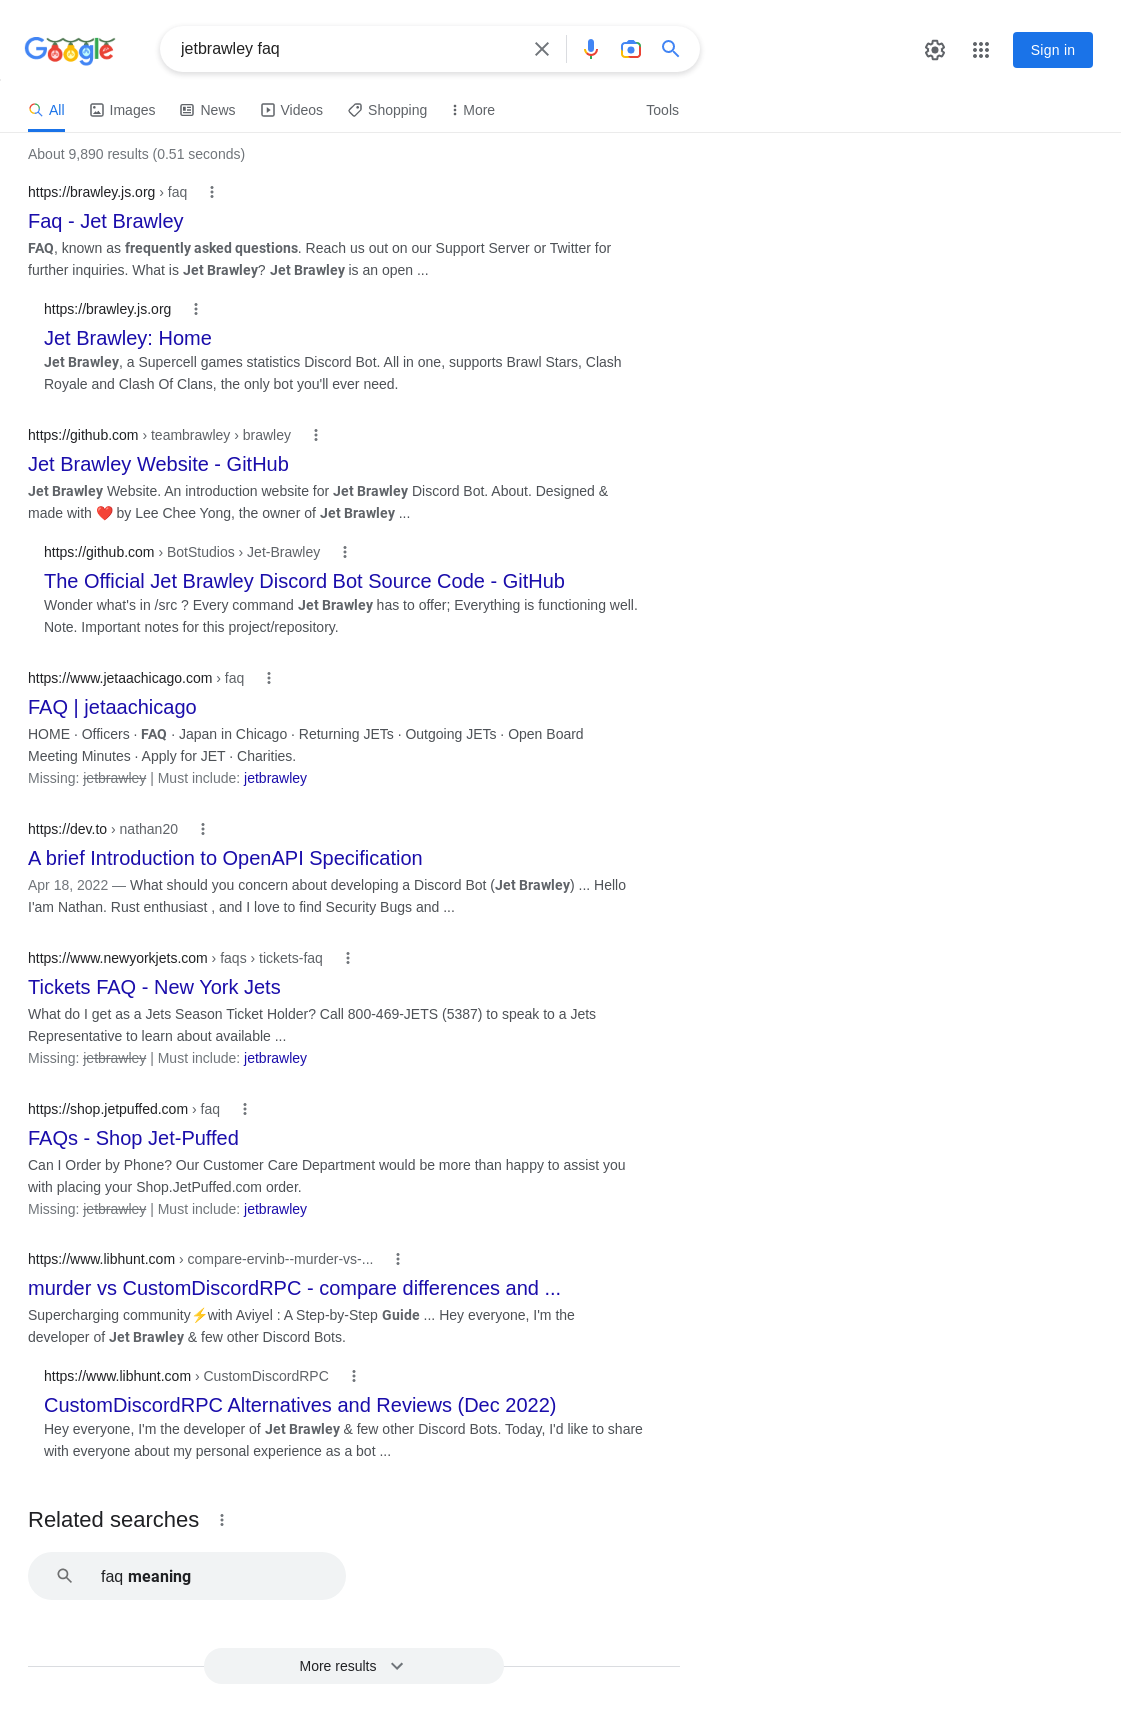 Google
jetbrawley faq
Sign in
All
Images
News
Videos
Shopping
More
Tools
About 9,890 results (0.51 seconds)
https://brawley.js.org › faq
Faq - Jet Brawley
FAQ, known as frequently asked questions. Reach us out on our Support Server or Twitter for
further inquiries. What is Jet Brawley? Jet Brawley is an open ...
https://brawley.js.org
Jet Brawley: Home
Jet Brawley, a Supercell games statistics Discord Bot. All in one, supports Brawl Stars, Clash
Royale and Clash Of Clans, the only bot you'll ever need.
https://github.com › teambrawley › brawley
Jet Brawley Website - GitHub
Jet Brawley Website. An introduction website for Jet Brawley Discord Bot. About. Designed &
made with ❤️ by Lee Chee Yong, the owner of Jet Brawley ...
https://github.com › BotStudios › Jet-Brawley
The Official Jet Brawley Discord Bot Source Code - GitHub
Wonder what's in /src ? Every command Jet Brawley has to offer; Everything is functioning well.
Note. Important notes for this project/repository.
https://www.jetaachicago.com › faq
FAQ | jetaachicago
HOME · Officers · FAQ · Japan in Chicago · Returning JETs · Outgoing JETs · Open Board
Meeting Minutes · Apply for JET · Charities.
Missing: jetbrawley | Must include: jetbrawley
https://dev.to › nathan20
A brief Introduction to OpenAPI Specification
Apr 18, 2022 — What should you concern about developing a Discord Bot (Jet Brawley) ... Hello
I'am Nathan. Rust enthusiast , and I love to find Security Bugs and ...
https://www.newyorkjets.com › faqs › tickets-faq
Tickets FAQ - New York Jets
What do I get as a Jets Season Ticket Holder? Call 800-469-JETS (5387) to speak to a Jets
Representative to learn about available ...
Missing: jetbrawley | Must include: jetbrawley
https://shop.jetpuffed.com › faq
FAQs - Shop Jet-Puffed
Can I Order by Phone? Our Customer Care Department would be more than happy to assist you
with placing your Shop.JetPuffed.com order.
Missing: jetbrawley | Must include: jetbrawley
https://www.libhunt.com › compare-ervinb--murder-vs-...
murder vs CustomDiscordRPC - compare differences and ...
Supercharging community⚡with Aviyel : A Step-by-Step Guide ... Hey everyone, I'm the
developer of Jet Brawley & few other Discord Bots.
https://www.libhunt.com › CustomDiscordRPC
CustomDiscordRPC Alternatives and Reviews (Dec 2022)
Hey everyone, I'm the developer of Jet Brawley & few other Discord Bots. Today, I'd like to share
with everyone about my personal experience as a bot ...
Related searches
faq meaning
More results